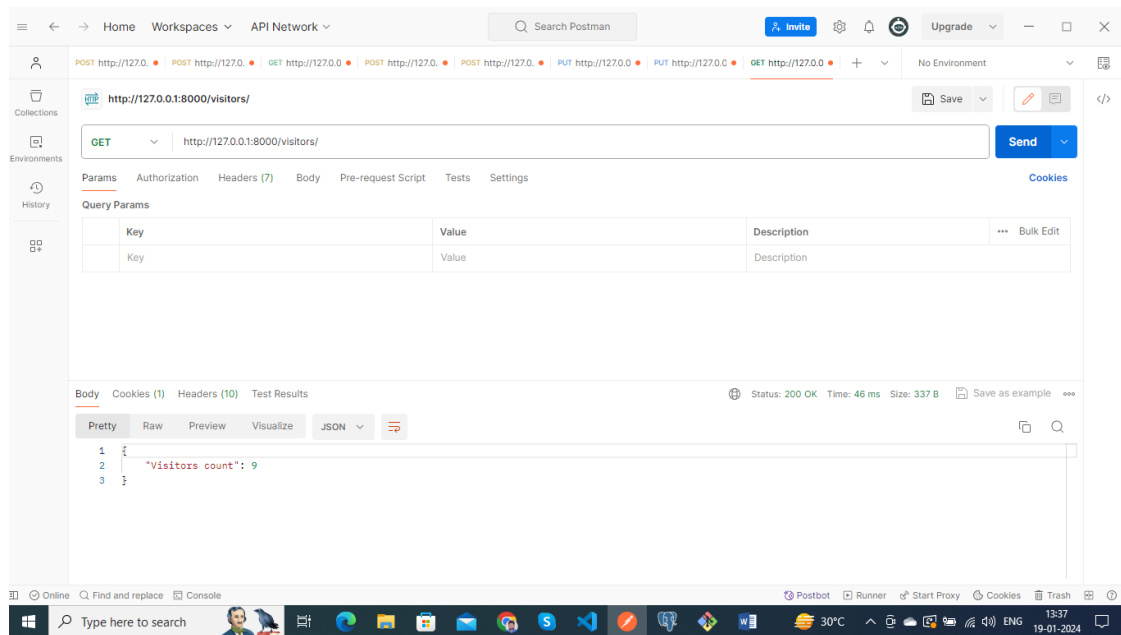 Home Workspaces API Network Search Postman Invite Upgrade
POST http://127.0. POST http://127.0. GET http://127.0.0 POST http://127.0. POST http://127.0. PUT http://127.0.0 PUT http://127.0.0 GET http://127.0.0 No Environment
HTTP http://127.0.0.1:8000/visitors/ Save
Collections
GET http://127.0.0.1:8000/visitors/ Send
Environments
Params Authorization Headers (7) Body Pre-request Script Tests Settings Cookies
History
Query Params
Key Value Description Bulk Edit
Key Value Description
Body Cookies (1) Headers (10) Test Results Status: 200 OK Time: 46 ms Size: 337 B Save as example
Pretty Raw Preview Visualize JSON
1 {
2 "Visitors count": 9
3 }
Online Find and replace Console Postbot Runner Start Proxy Cookies Trash
Type here to search 30°C ENG 13:37
19-01-2024